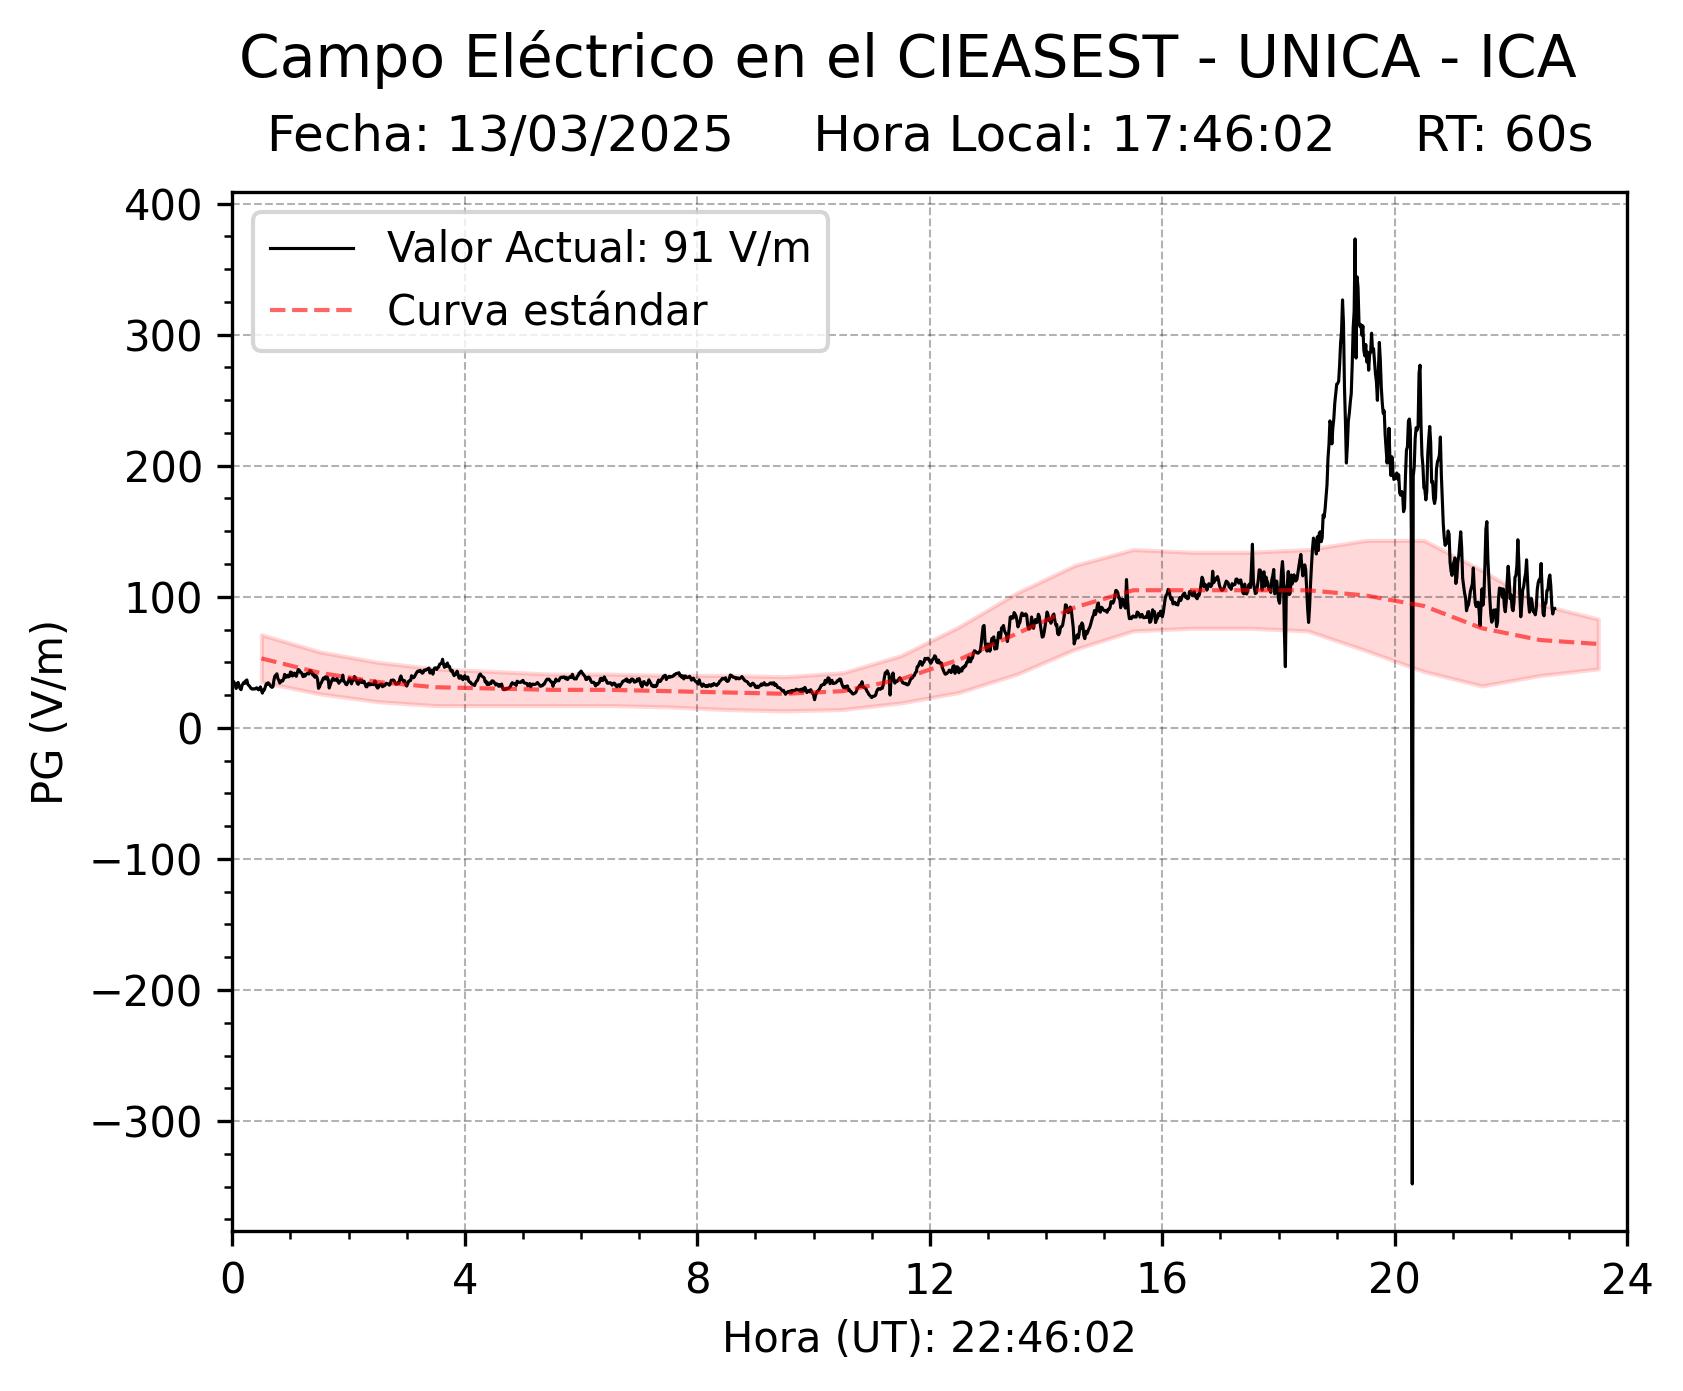 Campo Eléctrico en el CIEASEST - UNICA - ICA
Fecha: 13/03/2025 Hora Local: 17:46:02 RT: 60s
Valor Actual: 91 V/m
Curva estándar
PG (V/m)
400
300
200
100
0
−100
−200
−300
0 4 8 12 16 20 24
Hora (UT): 22:46:02